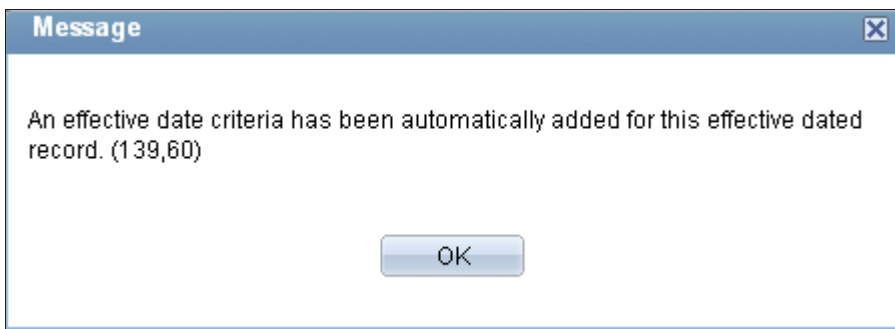 Message
An effective date criteria has been automatically added for this effective dated
record. (139,60)
OK